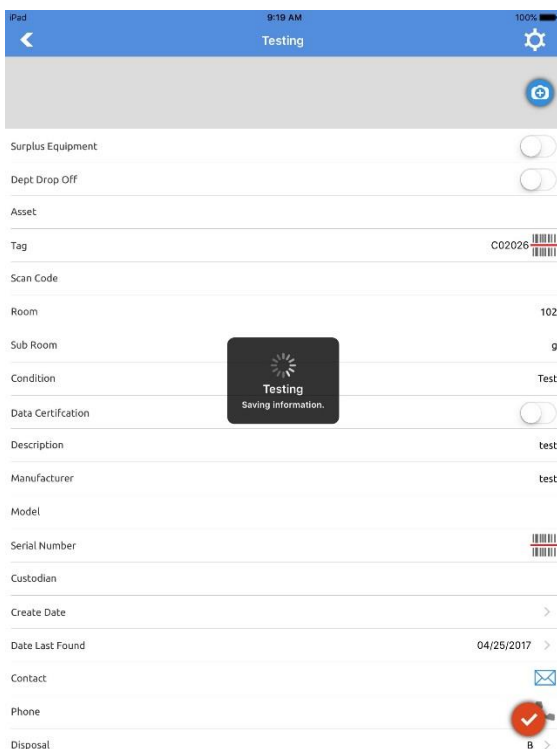 iPad 9:19 AM 100%
Testing
Surplus Equipment
Dept Drop Off
Asset
Tag C02026
Scan Code
Room 102
Sub Room g
Condition Test
Testing
Saving information.
Data Certifcation
Description test
Manufacturer test
Model
Serial Number
Custodian
Create Date
Date Last Found 04/25/2017
Contact
Phone
Disposal B